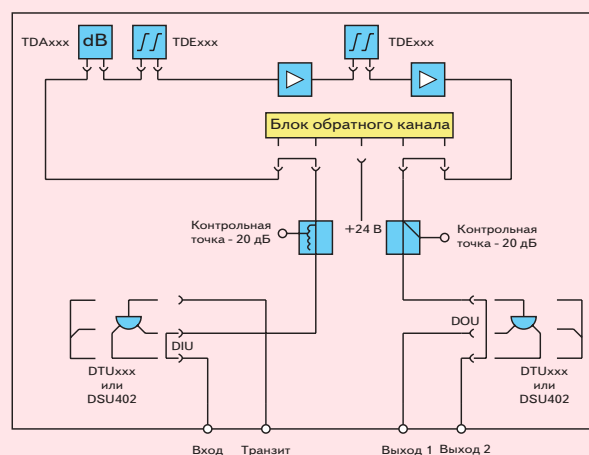 TDAxxx
dB
TDExxx
TDExxx
Блок обратного канала
Контрольная
точка - 20 дБ
+24 В
Контрольная
точка - 20 дБ
DIU
DOU
DTUxxx
или
DSU402
DTUxxx
или
DSU402
Вход
Транзит
Выход 1
Выход 2